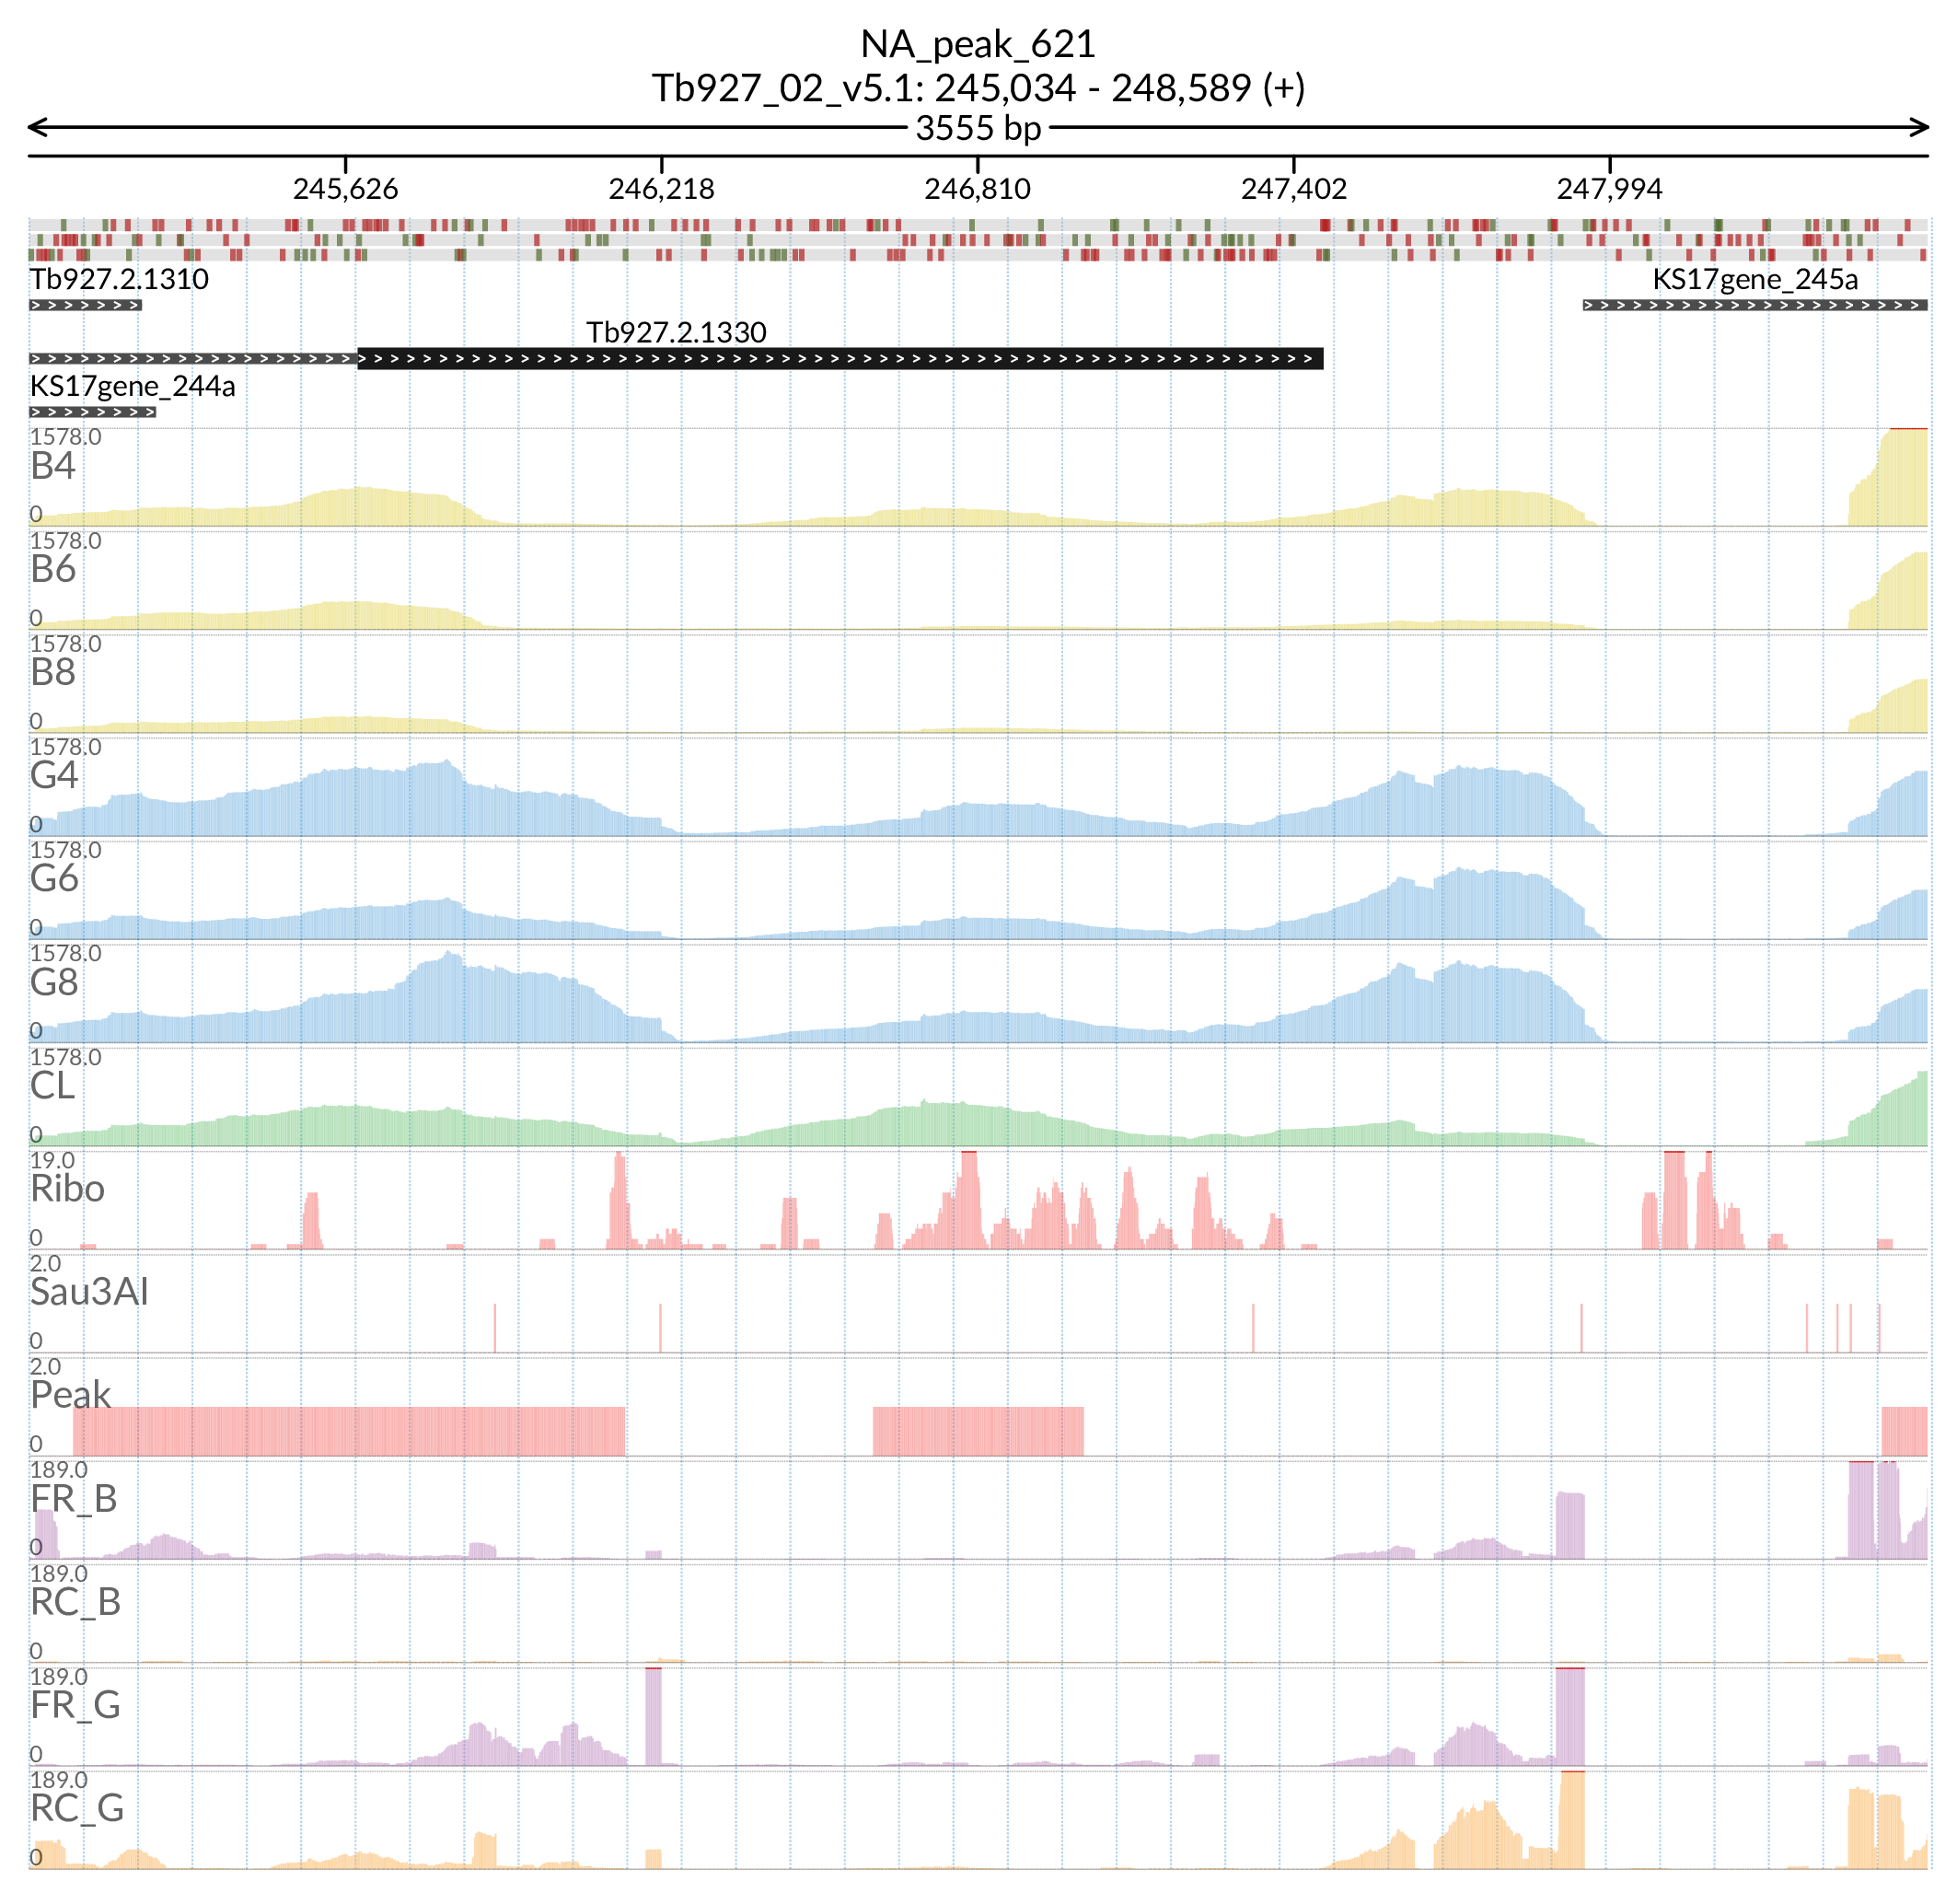 NA_peak_621
Tb927_02_v5.1: 245,034 - 248,589 (+)
3555 bp
245,626 246,218 246,810 247,402 247,994
Tb927.2.1310 KS17gene_245a
Tb927.2.1330
KS17gene_244a
1578.0
B4
0
1578.0
B6
0
1578.0
B8
0
1578.0
G4
0
1578.0
G6
0
1578.0
G8
0
1578.0
CL
0
19.0
Ribo
0
2.0
Sau3AI
0
2.0
Peak
0
189.0
FR_B
0
189.0
RC_B
0
189.0
FR_G
0
189.0
RC_G
0